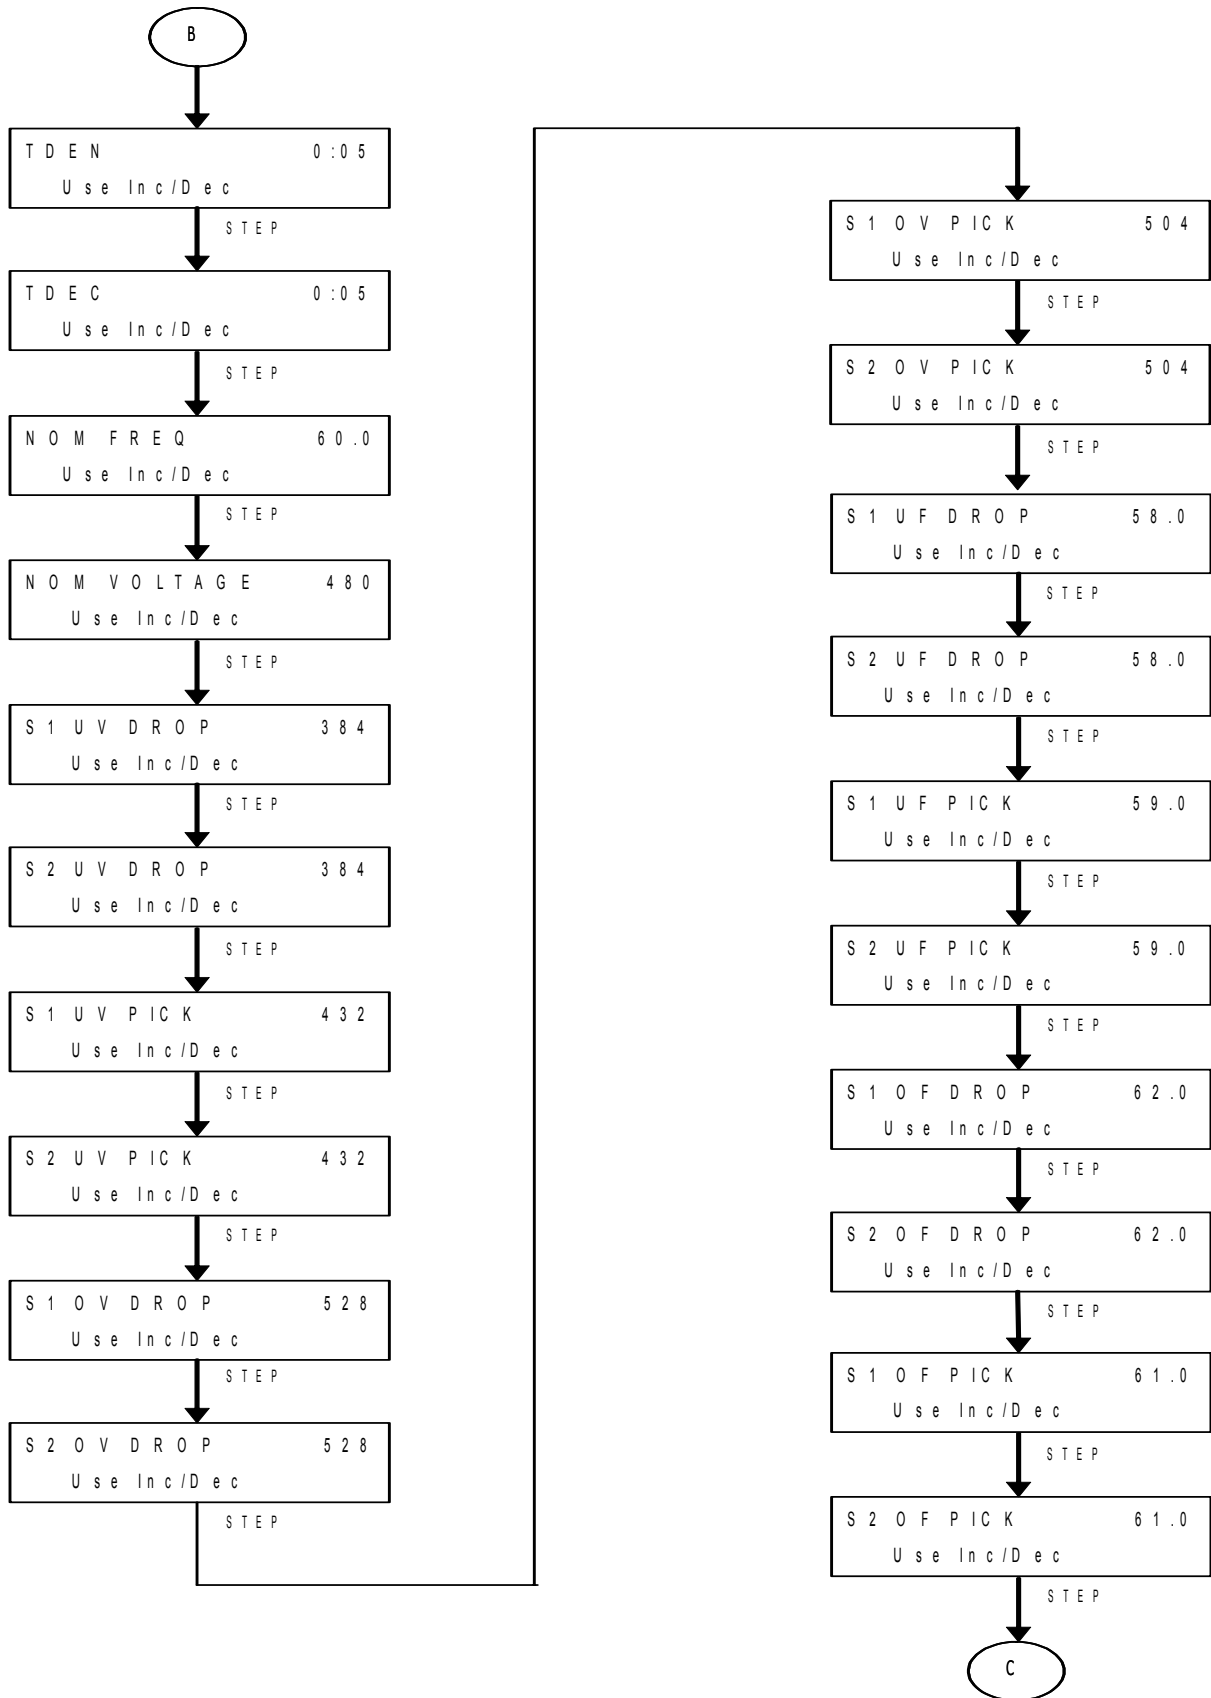 B
TDEN 0:05
Use Inc/Dec
STEP
TDEC 0:05
Use Inc/Dec
STEP
NOM FREQ 60.0
Use Inc/Dec
STEP
NOM VOLTAGE 480
Use Inc/Dec
STEP
S1 UV DROP 384
Use Inc/Dec
STEP
S2 UV DROP 384
Use Inc/Dec
STEP
S1 UV PICK 432
Use Inc/Dec
STEP
S2 UV PICK 432
Use Inc/Dec
STEP
S1 OV DROP 528
Use Inc/Dec
STEP
S2 OV DROP 528
Use Inc/Dec
STEP
S1 OV PICK 504
Use Inc/Dec
STEP
S2 OV PICK 504
Use Inc/Dec
STEP
S1 UF DROP 58.0
Use Inc/Dec
STEP
S2 UF DROP 58.0
Use Inc/Dec
STEP
S1 UF PICK 59.0
Use Inc/Dec
STEP
S2 UF PICK 59.0
Use Inc/Dec
STEP
S1 OF DROP 62.0
Use Inc/Dec
STEP
S2 OF DROP 62.0
Use Inc/Dec
STEP
S1 OF PICK 61.0
Use Inc/Dec
STEP
S2 OF PICK 61.0
Use Inc/Dec
STEP
C